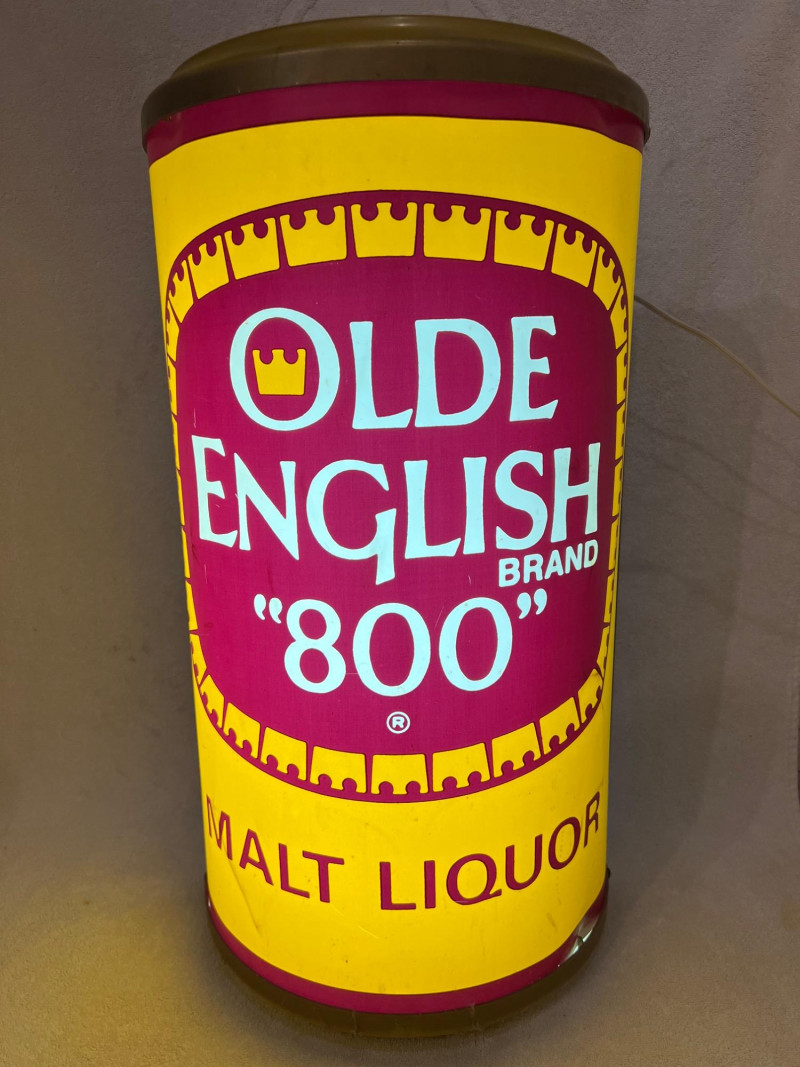 OLDE
ENGLISH
BRAND
“800”
®
MALT LIQUOR